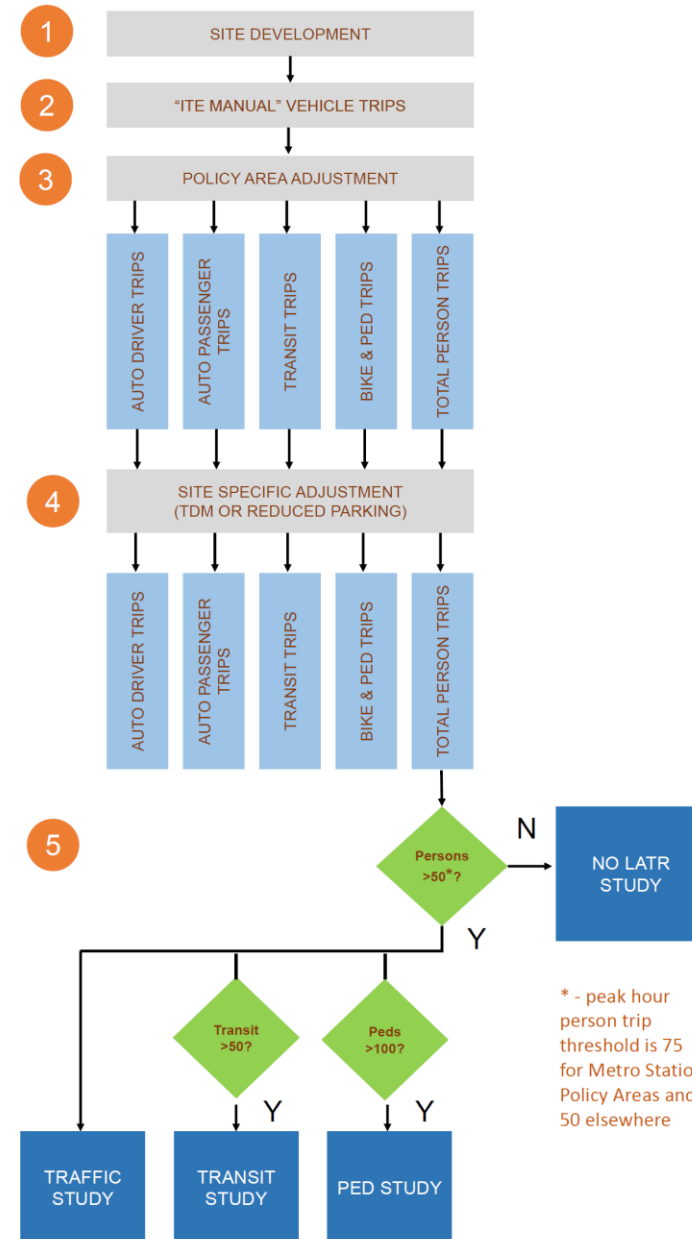 1
SITE DEVELOPMENT
2
“ITE MANUAL” VEHICLE TRIPS
3
POLICY AREA ADJUSTMENT
AUTO DRIVER TRIPS
AUTO PASSENGER
TRIPS
TRANSIT TRIPS
BIKE & PED TRIPS
TOTAL PERSON TRIPS
4
SITE SPECIFIC ADJUSTMENT
(TDM OR REDUCED PARKING)
AUTO DRIVER TRIPS
AUTO PASSENGER
TRIPS
TRANSIT TRIPS
BIKE & PED TRIPS
TOTAL PERSON TRIPS
5
Persons
>50*?
N
NO LATR
STUDY
Y
* - peak hour
person trip
threshold is 75
for Metro Statio
Policy Areas and
50 elsewhere
Transit
>50?
Peds
>100?
Y
Y
TRAFFIC
STUDY
TRANSIT
STUDY
PED STUDY